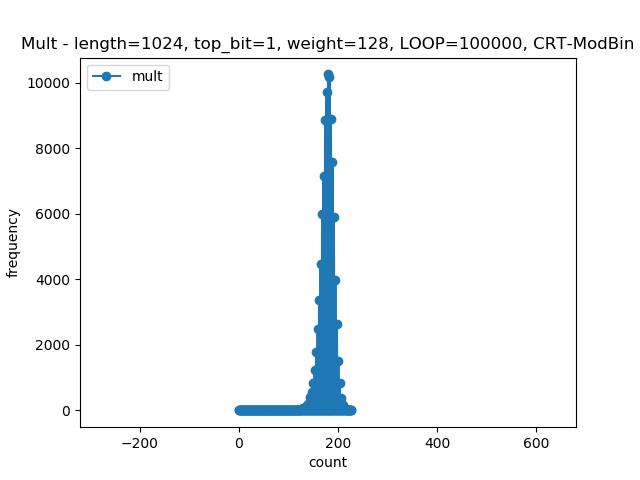 Mult - length=1024, top_bit=1, weight=128, LOOP=100000, CRT-ModBin
mult
10000
8000
6000
4000
2000
0
frequency
−200
0
200
400
600
count